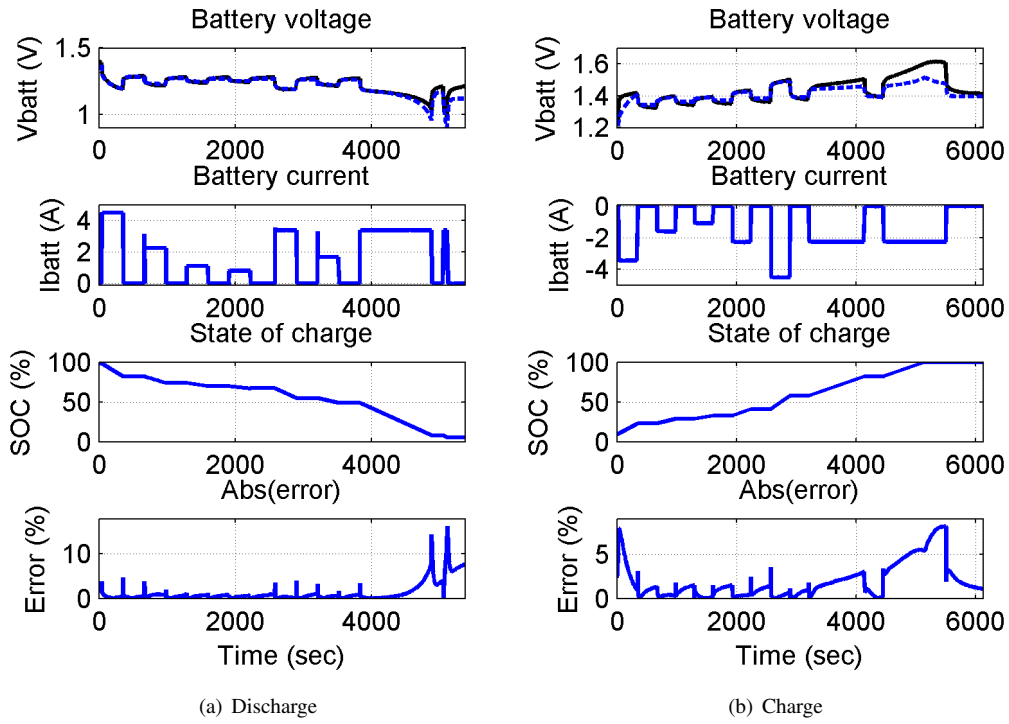 Battery voltage
Vbatt (V)
1.5
1
0 2000 4000
Battery current
Ibatt (A)
4
2
0
0 2000 4000
State of charge
SOC (%)
100
50
0
0 2000 4000
Abs(error)
Error (%)
10
0
0 2000 4000
Time (sec)
(a) Discharge
Battery voltage
Vbatt (V)
1.6
1.4
1.2
0 2000 4000 6000
Battery current
Ibatt (A)
0
-2
-4
0 2000 4000 6000
State of charge
SOC (%)
100
50
0
0 2000 4000 6000
Abs(error)
Error (%)
5
0
0 2000 4000 6000
Time (sec)
(b) Charge